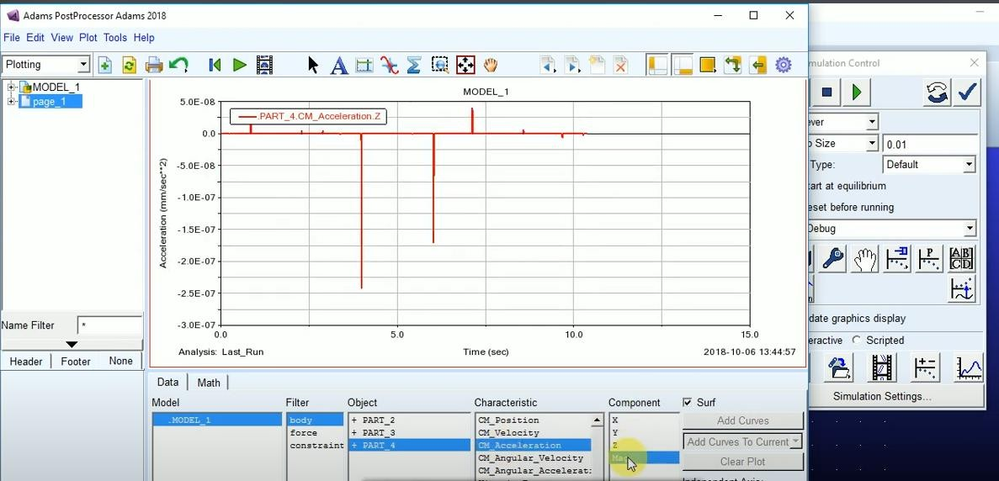 Adams PostProcessor Adams 2018
File Edit View Plot Tools Help
Plotting
MODEL_1
page_1
MODEL_1
.PART_4.CM_Acceleration.Z
Acceleration (mm/sec**2)
5.0E-08
0.0
-5.0E-08
-1.0E-07
-1.5E-07
-2.0E-07
-2.5E-07
-3.0E-07
0.0 5.0 10.0 15.0
Analysis: Last_Run Time (sec) 2018-10-06 13:44:57
Name Filter *
Header Footer None
Data Math
Model Filter Object Characteristic Component Surf
.MODEL_1 body + PART_2 CM_Position X Add Curves
force + PART_3 CM_Velocity Y Add Curves To Current
constraint + PART_4 CM_Acceleration Z Clear Plot
CM_Angular_Velocity
CM_Angular_Accelerat:
mulation Control
ever
Size 0.01
Type: Default
tart at equilibrium
eset before running
Debug
P
ABCD
date graphics display
eractive Scripted
Simulation Settings...